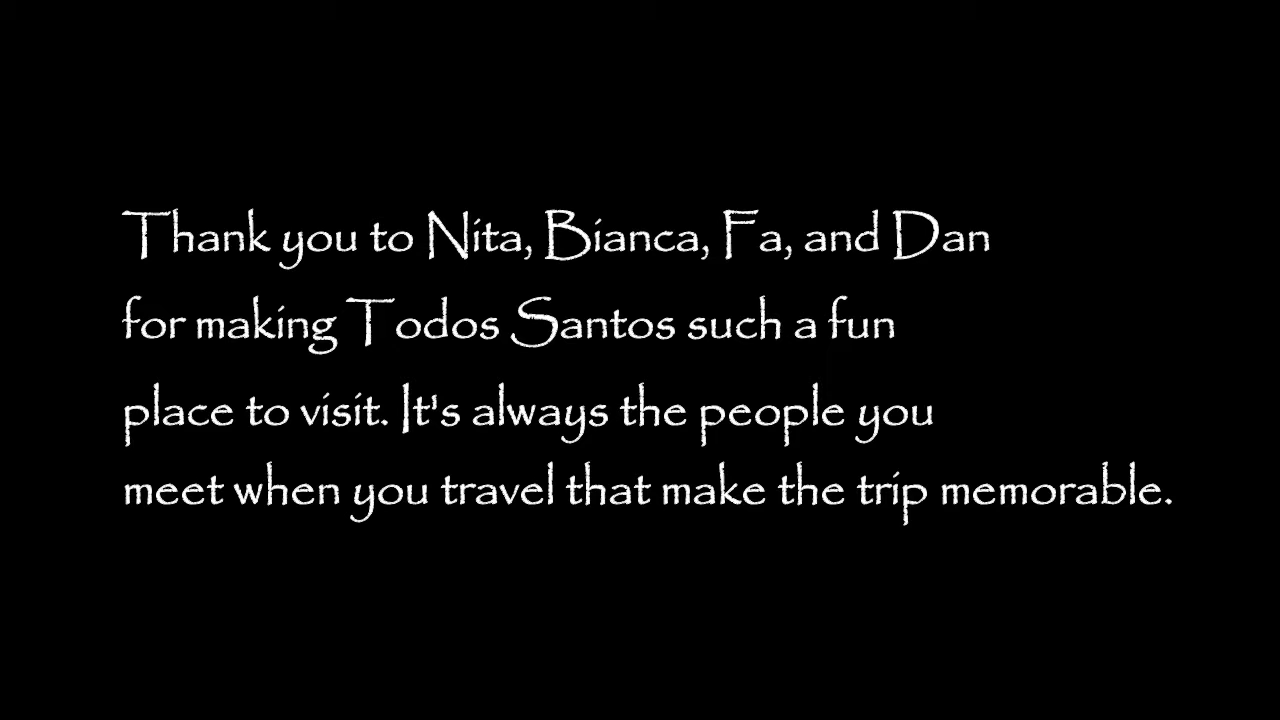 Thank you to Nita, Bianca, Fa, and Dan
for making Todos Santos such a fun
place to visit. It's always the people you
meet when you travel that make the trip memorable.